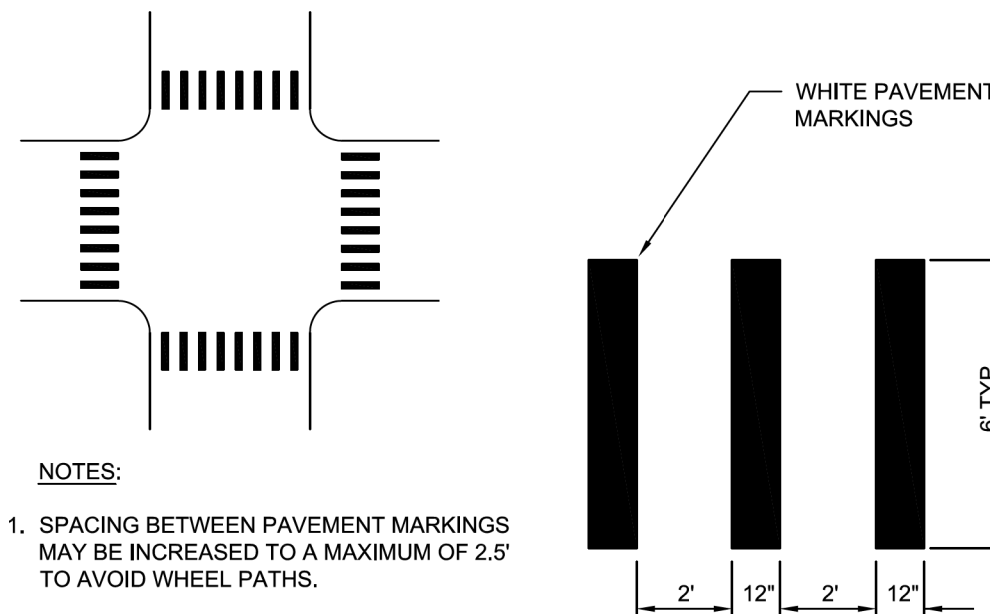 WHITE PAVEMENT
MARKINGS
6' TYP
NOTES:
1. SPACING BETWEEN PAVEMENT MARKINGS
MAY BE INCREASED TO A MAXIMUM OF 2.5'
TO AVOID WHEEL PATHS.
2' 12" 2' 12"